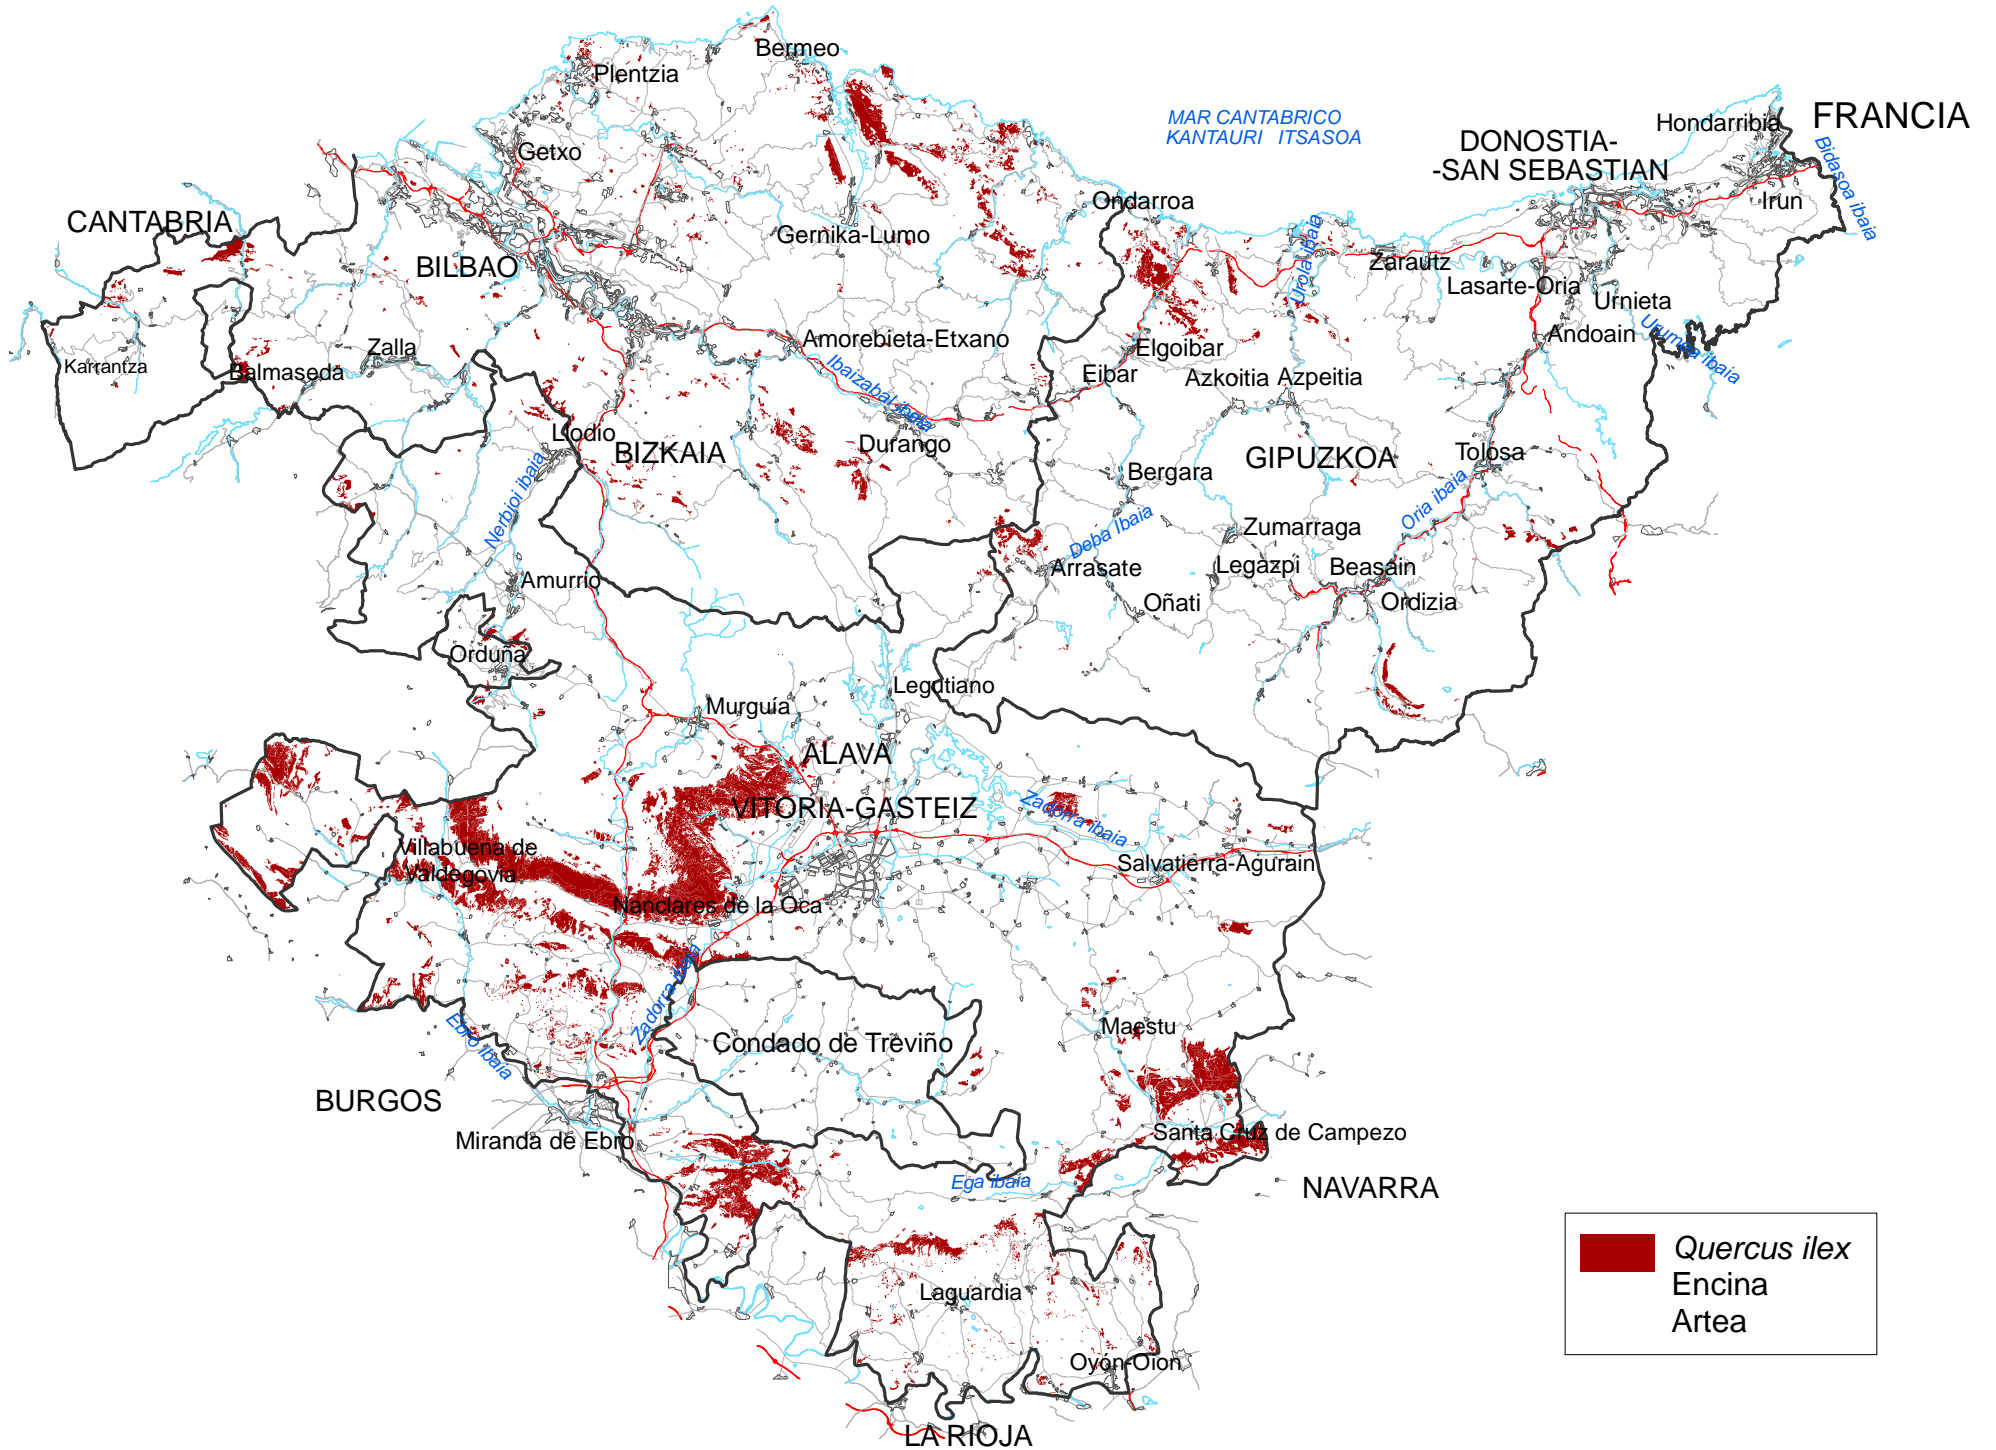 Bermeo
Plentzia
MAR CANTABRICO
KANTAURI ITSASOA
FRANCIA
Hondarribia
DONOSTIA-
-SAN SEBASTIAN
Bidasoa ibaia
Getxo
Irun
Ondarroa
CANTABRIA
Gernika-Lumo
Urola ibaia
Zarautz
BILBAO
Lasarte-Oria
Urnieta
Urumea ibaia
Andoain
Amorebieta-Etxano
Elgoibar
Zalla
Karrantza
Balmaseda
Ibaizabal ibaia
Eibar
Azkoitia
Azpeitia
Llodio
BIZKAIA
Durango
GIPUZKOA
Tolosa
Bergara
Nerbioi ibaia
Oria ibaia
Deba Ibaia
Zumarraga
Arrasate
Legazpi
Beasain
Amurrio
Oñati
Ordizia
Orduña
Legutiano
Murguía
ALAVA
VITORIA-GASTEIZ
Zadorra ibaia
Villabuena de
Valdegovia
Salvatierra-Agurain
Nanclares de la Oca
Zadorra ibaia
Ebro ibaia
Maestu
Condado de Treviño
BURGOS
Miranda de Ebro
Santa Cruz de Campezo
Ega ibaia
NAVARRA
Quercus ilex
Encina
Artea
Laguardia
Oyón-Oion
LA RIOJA